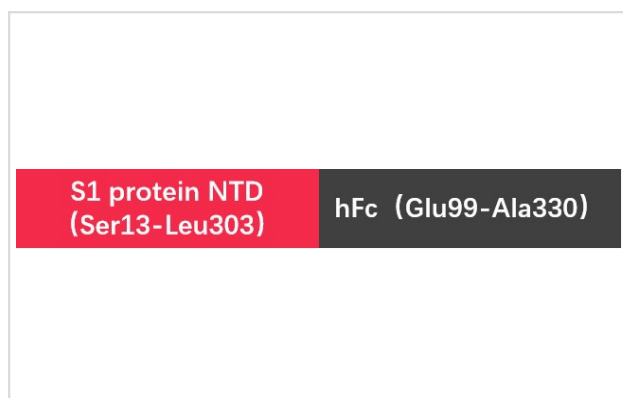 S1 protein NTD
(Ser13-Leu303)
hFc (Glu99-Ala330)